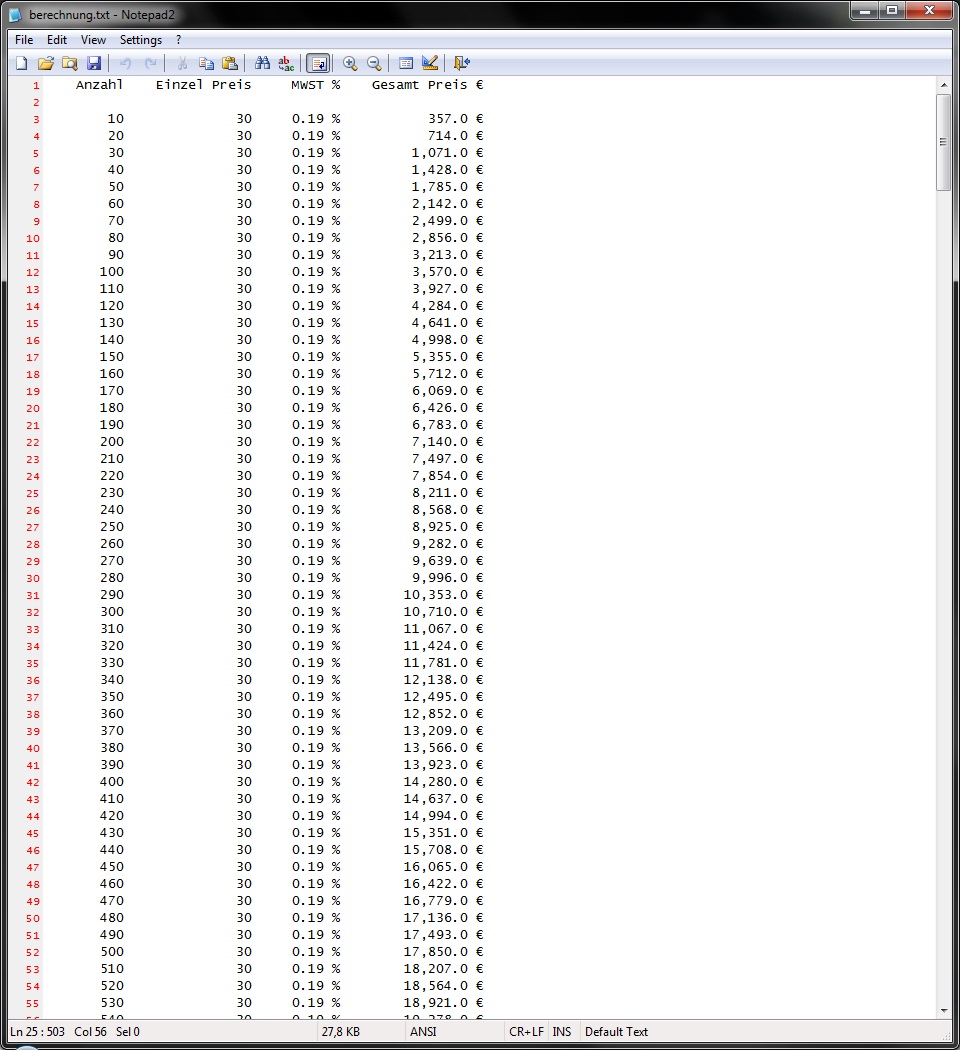 berechnung.txt - Notepad2
File Edit View Settings ?
1 Anzahl Einzel Preis MWST % Gesamt Preis €
2
3 10 30 0.19 % 357.0 €
4 20 30 0.19 % 714.0 €
5 30 30 0.19 % 1,071.0 €
6 40 30 0.19 % 1,428.0 €
7 50 30 0.19 % 1,785.0 €
8 60 30 0.19 % 2,142.0 €
9 70 30 0.19 % 2,499.0 €
10 80 30 0.19 % 2,856.0 €
11 90 30 0.19 % 3,213.0 €
12 100 30 0.19 % 3,570.0 €
13 110 30 0.19 % 3,927.0 €
14 120 30 0.19 % 4,284.0 €
15 130 30 0.19 % 4,641.0 €
16 140 30 0.19 % 4,998.0 €
17 150 30 0.19 % 5,355.0 €
18 160 30 0.19 % 5,712.0 €
19 170 30 0.19 % 6,069.0 €
20 180 30 0.19 % 6,426.0 €
21 190 30 0.19 % 6,783.0 €
22 200 30 0.19 % 7,140.0 €
23 210 30 0.19 % 7,497.0 €
24 220 30 0.19 % 7,854.0 €
25 230 30 0.19 % 8,211.0 €
26 240 30 0.19 % 8,568.0 €
27 250 30 0.19 % 8,925.0 €
28 260 30 0.19 % 9,282.0 €
29 270 30 0.19 % 9,639.0 €
30 280 30 0.19 % 9,996.0 €
31 290 30 0.19 % 10,353.0 €
32 300 30 0.19 % 10,710.0 €
33 310 30 0.19 % 11,067.0 €
34 320 30 0.19 % 11,424.0 €
35 330 30 0.19 % 11,781.0 €
36 340 30 0.19 % 12,138.0 €
37 350 30 0.19 % 12,495.0 €
38 360 30 0.19 % 12,852.0 €
39 370 30 0.19 % 13,209.0 €
40 380 30 0.19 % 13,566.0 €
41 390 30 0.19 % 13,923.0 €
42 400 30 0.19 % 14,280.0 €
43 410 30 0.19 % 14,637.0 €
44 420 30 0.19 % 14,994.0 €
45 430 30 0.19 % 15,351.0 €
46 440 30 0.19 % 15,708.0 €
47 450 30 0.19 % 16,065.0 €
48 460 30 0.19 % 16,422.0 €
49 470 30 0.19 % 16,779.0 €
50 480 30 0.19 % 17,136.0 €
51 490 30 0.19 % 17,493.0 €
52 500 30 0.19 % 17,850.0 €
53 510 30 0.19 % 18,207.0 €
54 520 30 0.19 % 18,564.0 €
55 530 30 0.19 % 18,921.0 €
Ln 25 : 503 Col 56 Sel 0 27,8 KB ANSI CR+LF INS Default Text